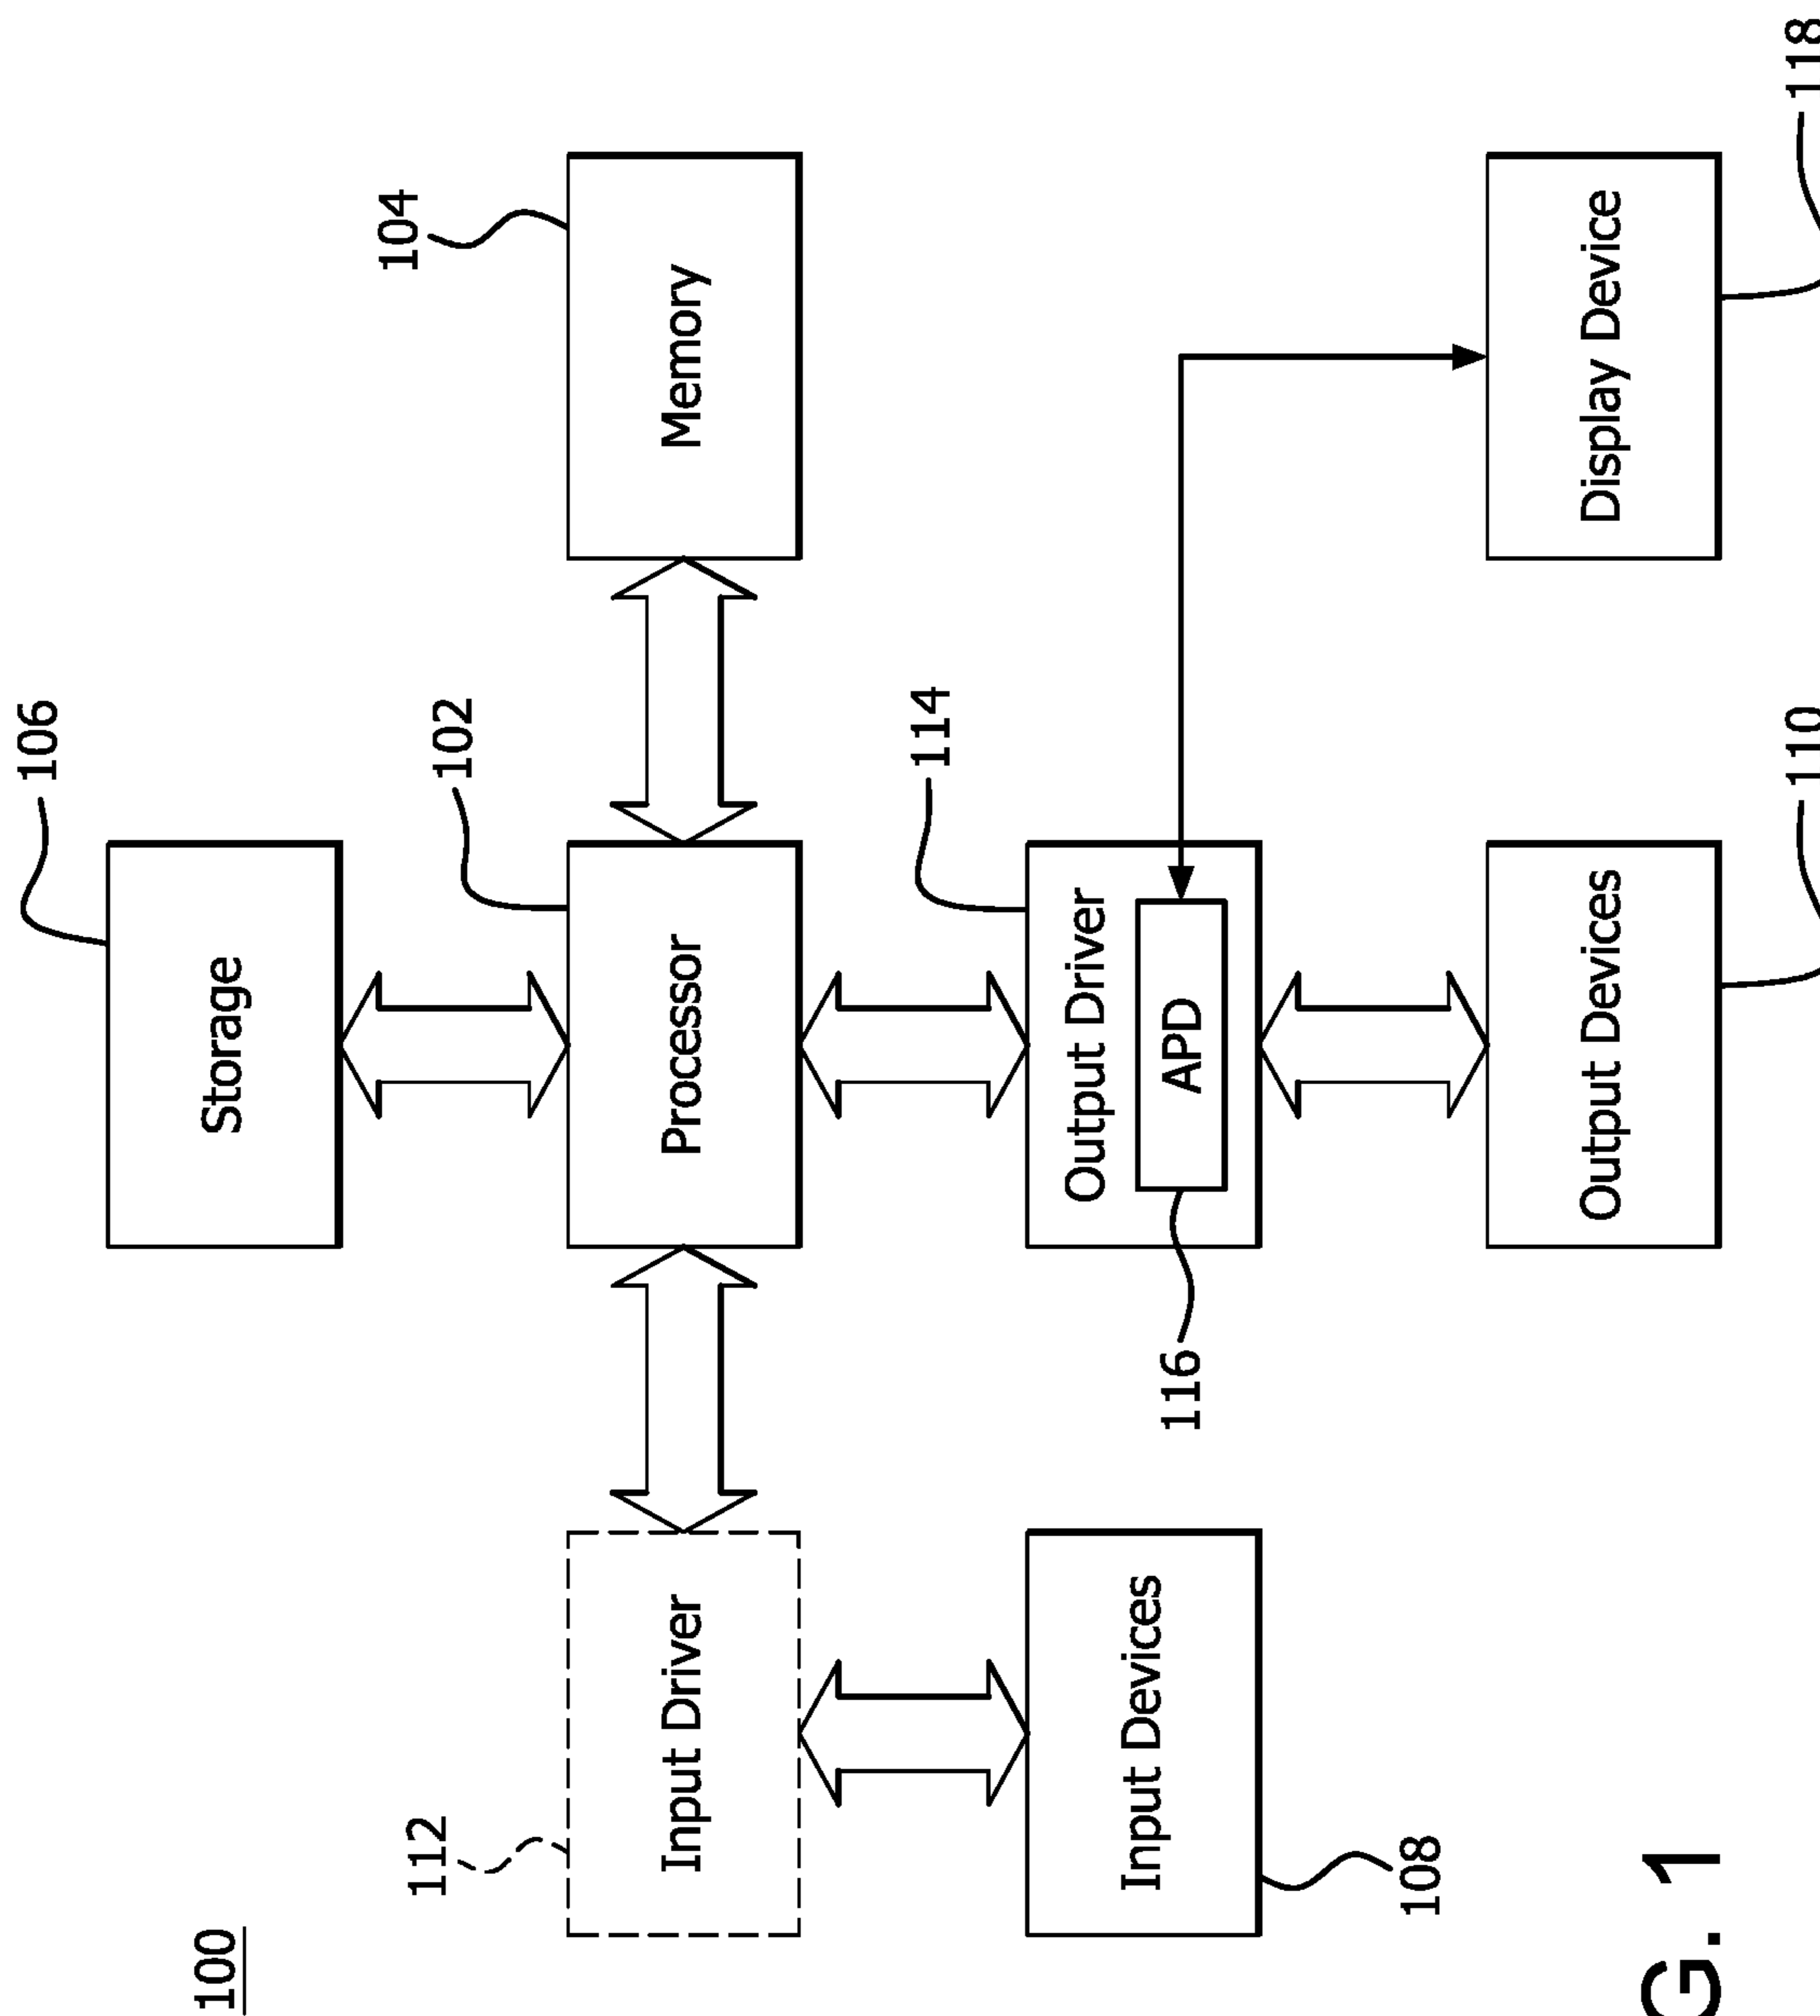 106
100
Storage
104
112
102
Input Driver
Processor
Memory
114
Output Driver
Input Devices
116
APD
108
Output Devices
Display Device
G. 1
110
118